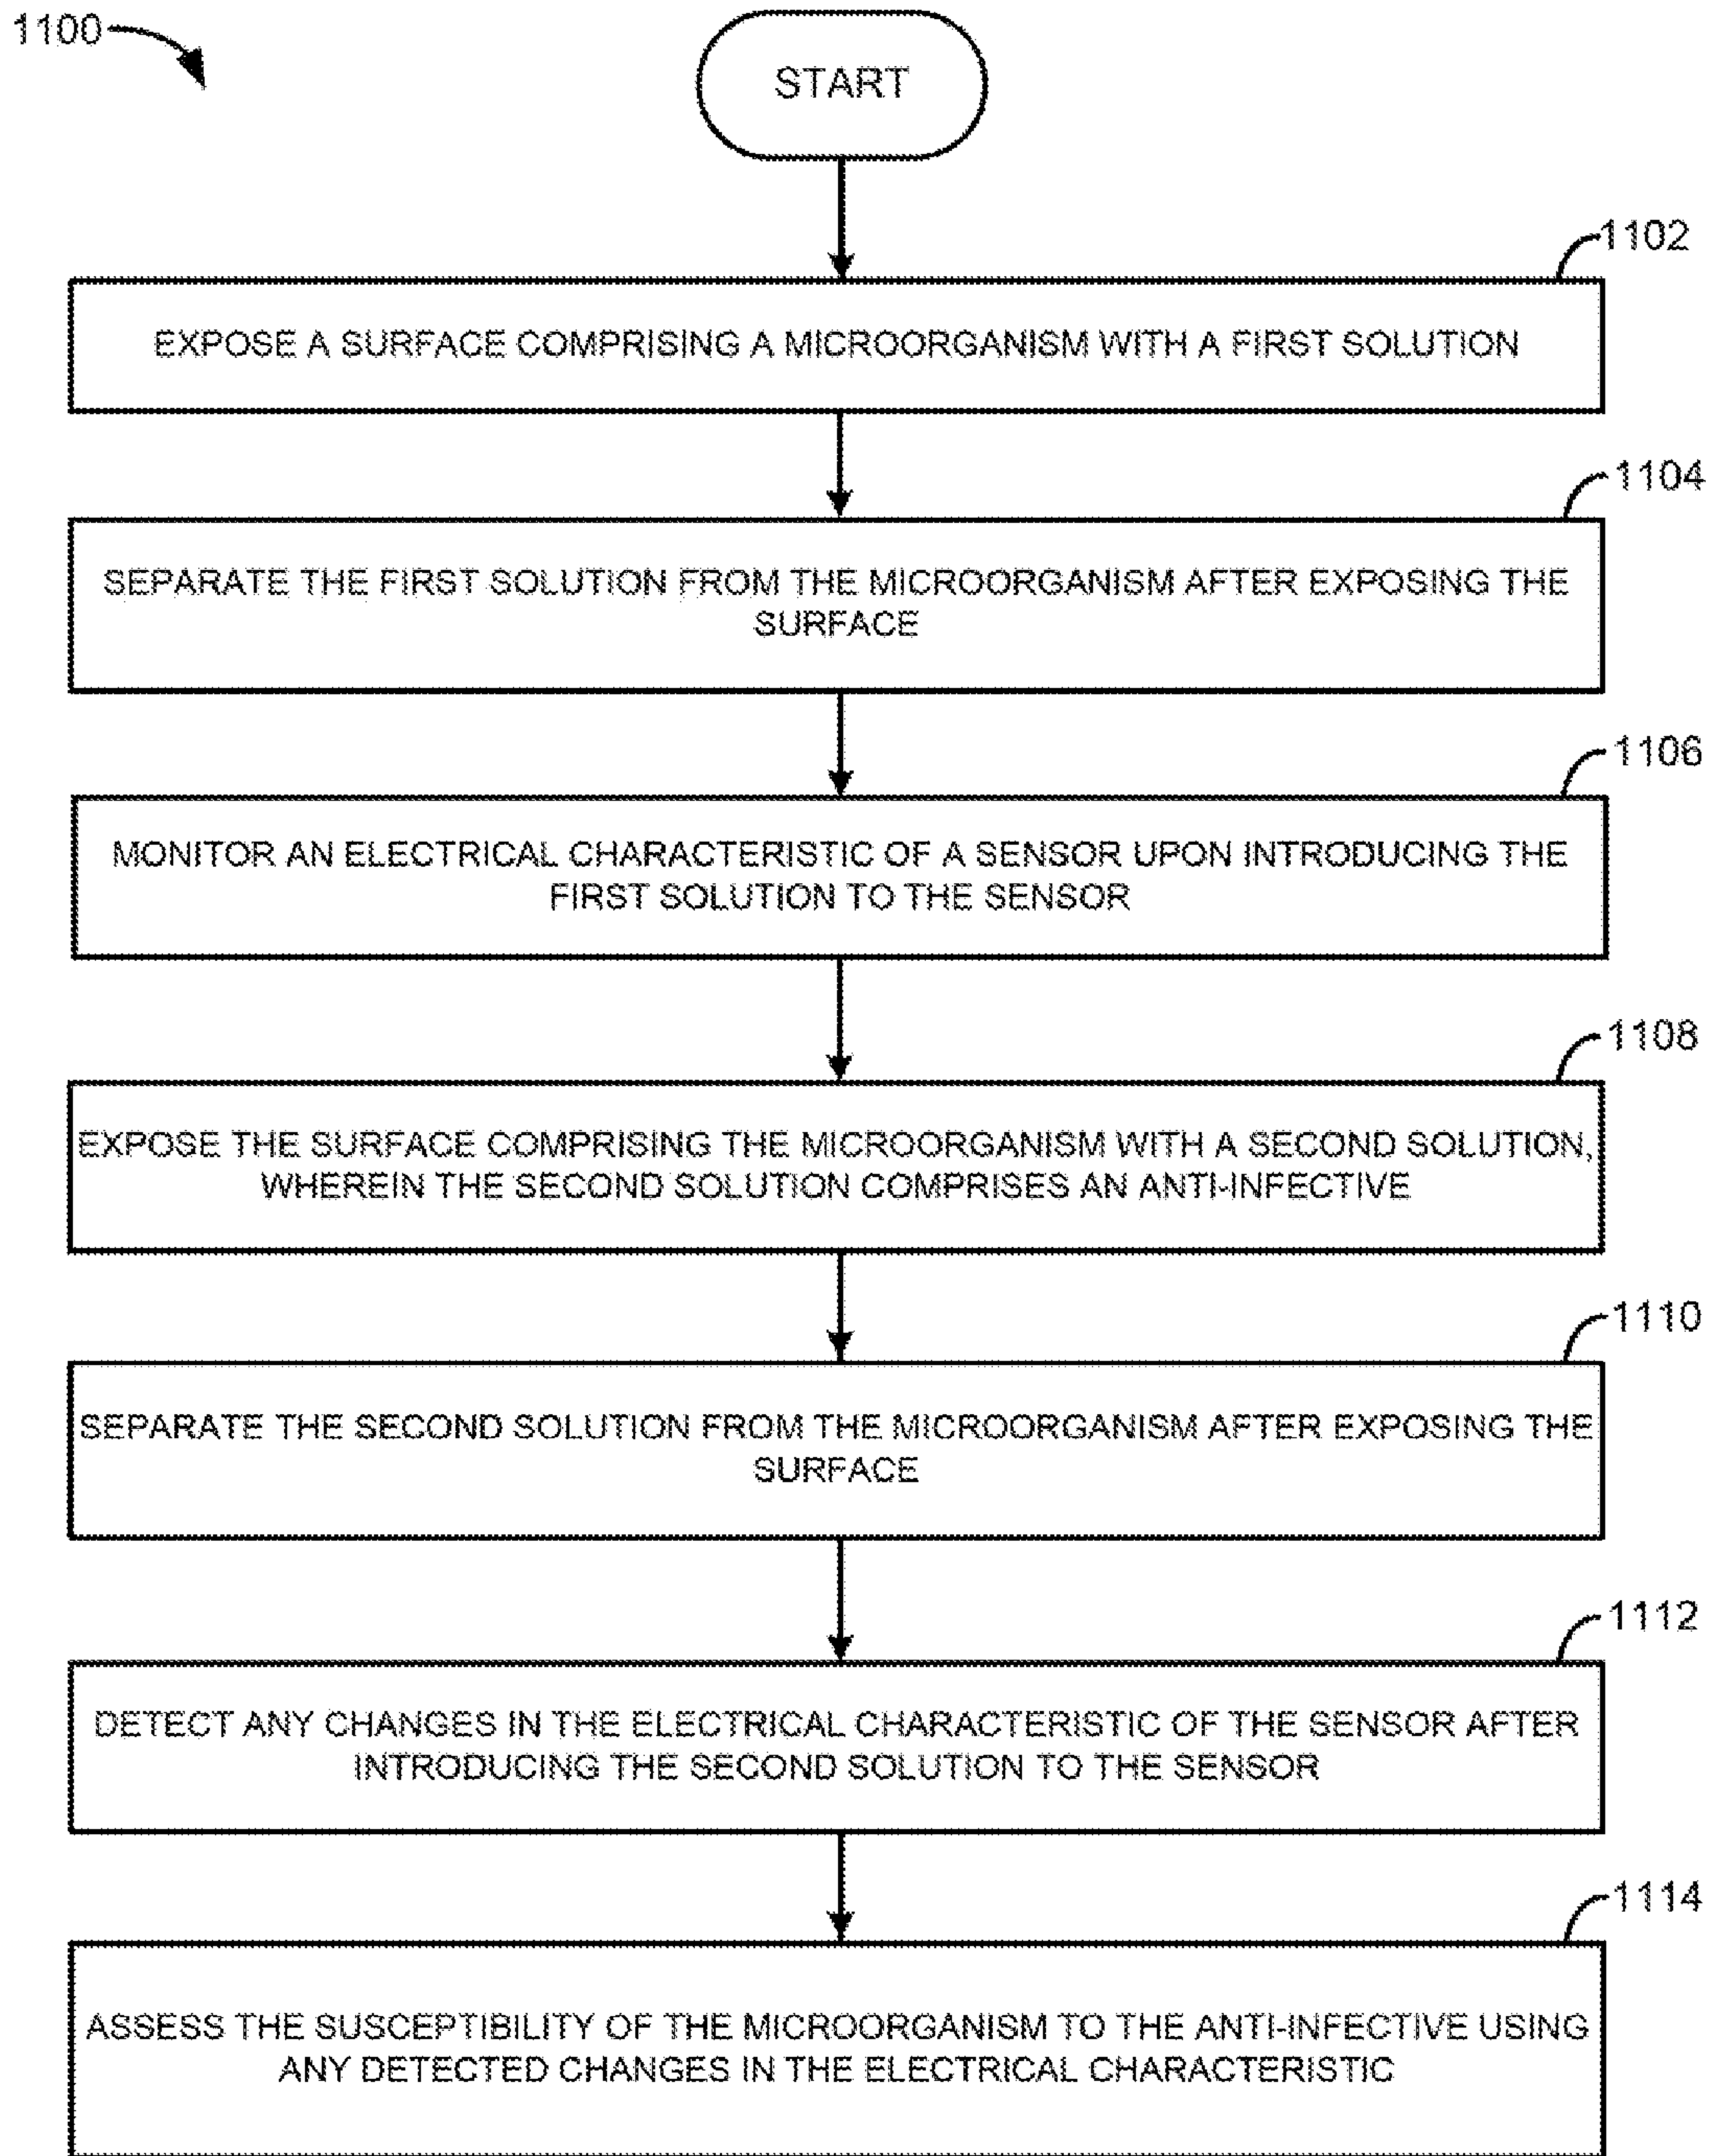 1100
START
1102
EXPOSE A SURFACE COMPRISING A MICROORGANISM WITH A FIRST SOLUTION
1104
SEPARATE THE FIRST SOLUTION FROM THE MICROORGANISM AFTER EXPOSING THE
SURFACE
1106
MONITOR AN ELECTRICAL CHARACTERISTIC OF A SENSOR UPON INTRODUCING THE
FIRST SOLUTION TO THE SENSOR
1108
EXPOSE THE SURFACE COMPRISING THE MICROORGANISM WITH A SECOND SOLUTION,
WHEREIN THE SECOND SOLUTION COMPRISES AN ANTI-INFECTIVE
1110
SEPARATE THE SECOND SOLUTION FROM THE MICROORGANISM AFTER EXPOSING THE
SURFACE
1112
DETECT ANY CHANGES IN THE ELECTRICAL CHARACTERISTIC OF THE SENSOR AFTER
INTRODUCING THE SECOND SOLUTION TO THE SENSOR
1114
ASSESS THE SUSCEPTIBILITY OF THE MICROORGANISM TO THE ANTI-INFECTIVE USING
ANY DETECTED CHANGES IN THE ELECTRICAL CHARACTERISTIC